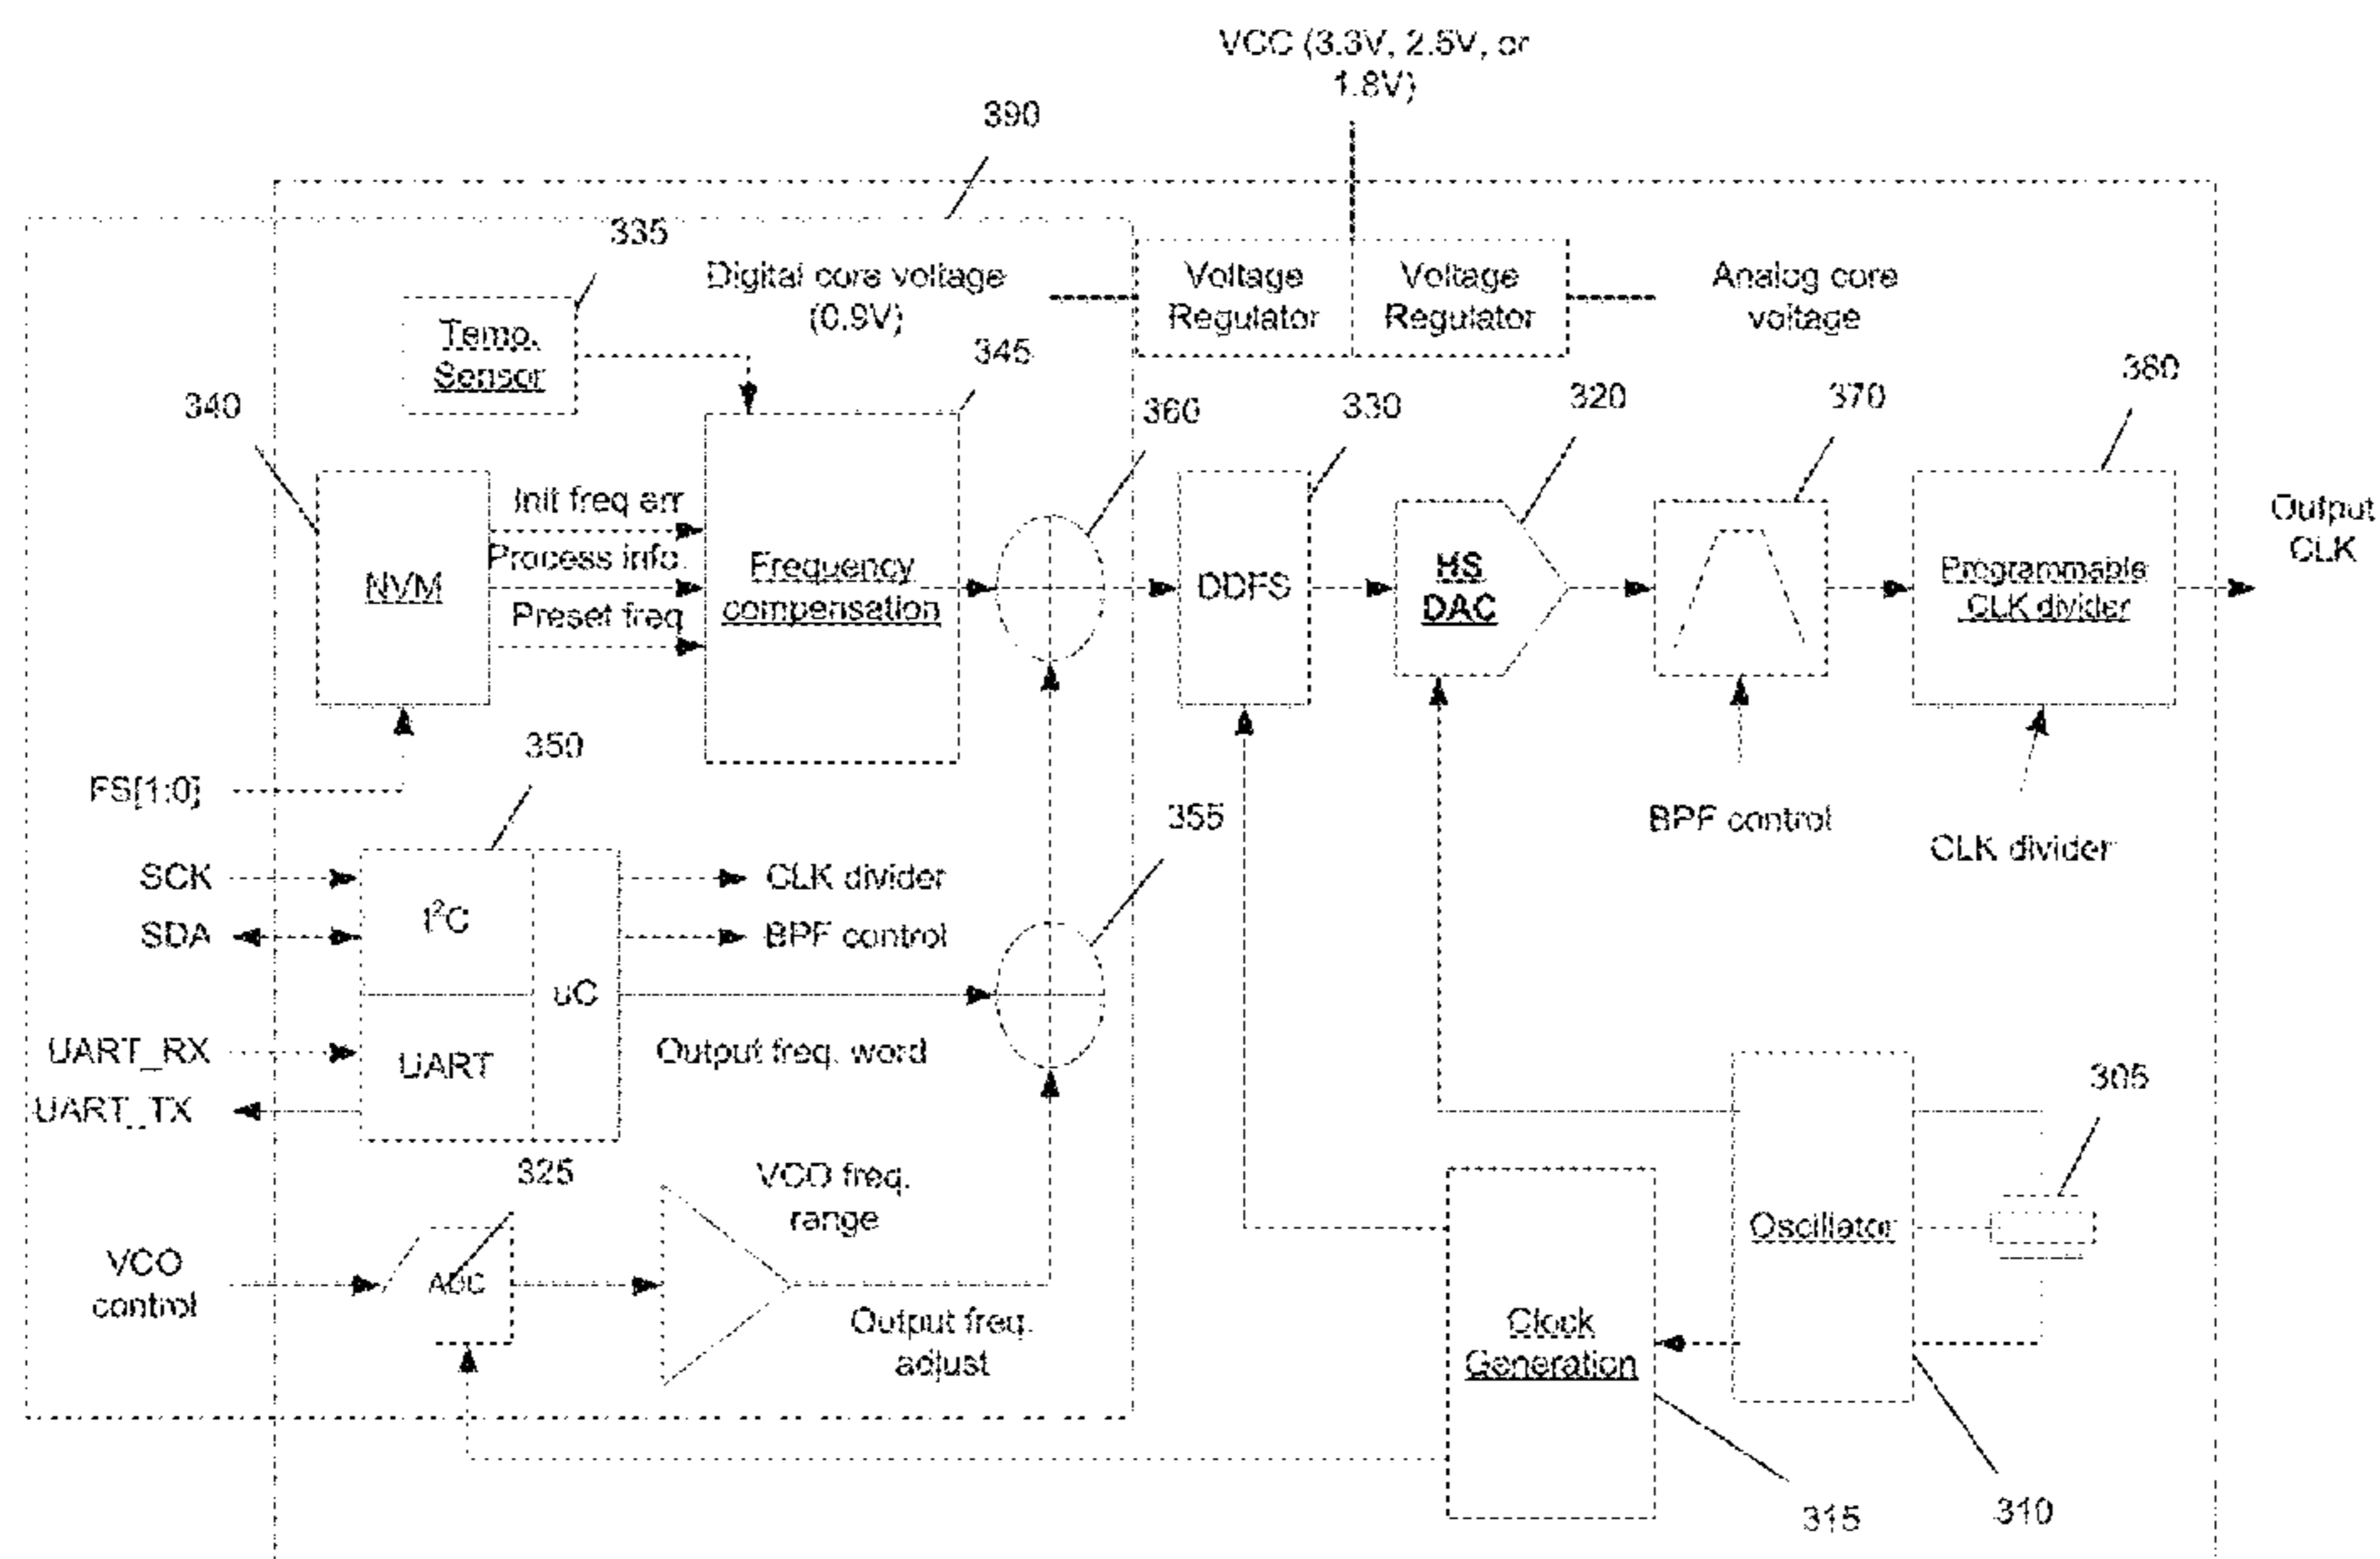 VCC (3.3V, 2.5V, or
1.8V)
390
335
Digital core voltage
(0.9V)
Voltage
Regulator
Voltage
Regulator
Analog core
voltage
Temp.
Sensor
345
340
360
330
320
370
380
NVM
Init freq err
Process info.
Preset freq
Frequency
compensation
DDFS
HS
DAC
Programmable
CLK divider
Output
CLK
FS[1:0]
350
355
BPF control
CLK divider
SCK
SDA
I²C
uC
CLK divider
BPF control
UART_RX
UART_TX
UART
Output freq. word
325
VCO freq.
range
VCO
control
ADC
Output freq.
adjust
305
Oscillator
Clock
Generation
315
310